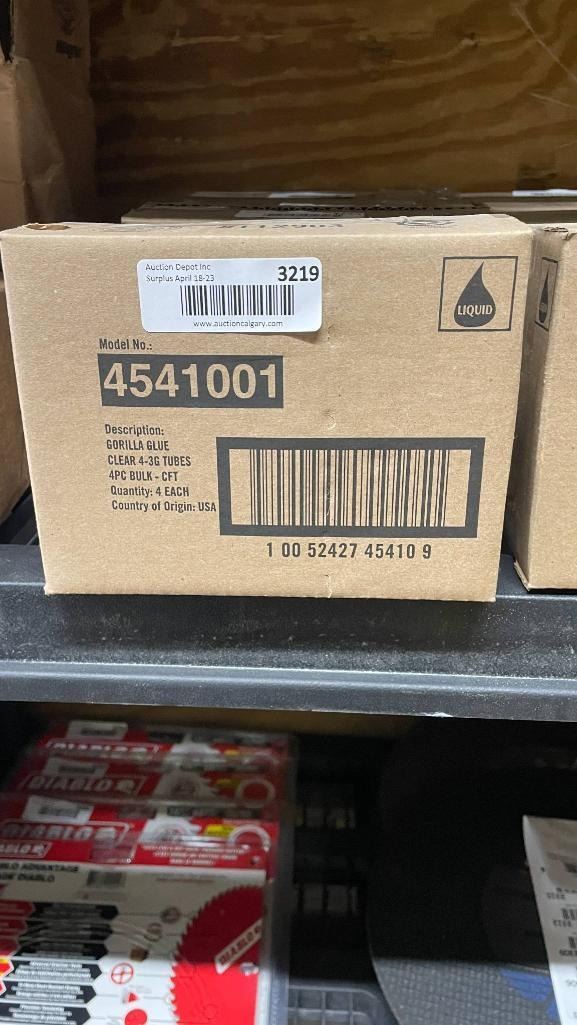 Auction Depot Inc
Surplus April 18-23
3219
www.auctioncalgary.com
LIQUID
Model No.:
4541001
Description:
GORILLA GLUE
CLEAR 4-3G TUBES
4PC BULK - CFT
Quantity: 4 EACH
Country of Origin: USA
1 00 52427 45410 9
DIABLO
DIABLO
DIABLO